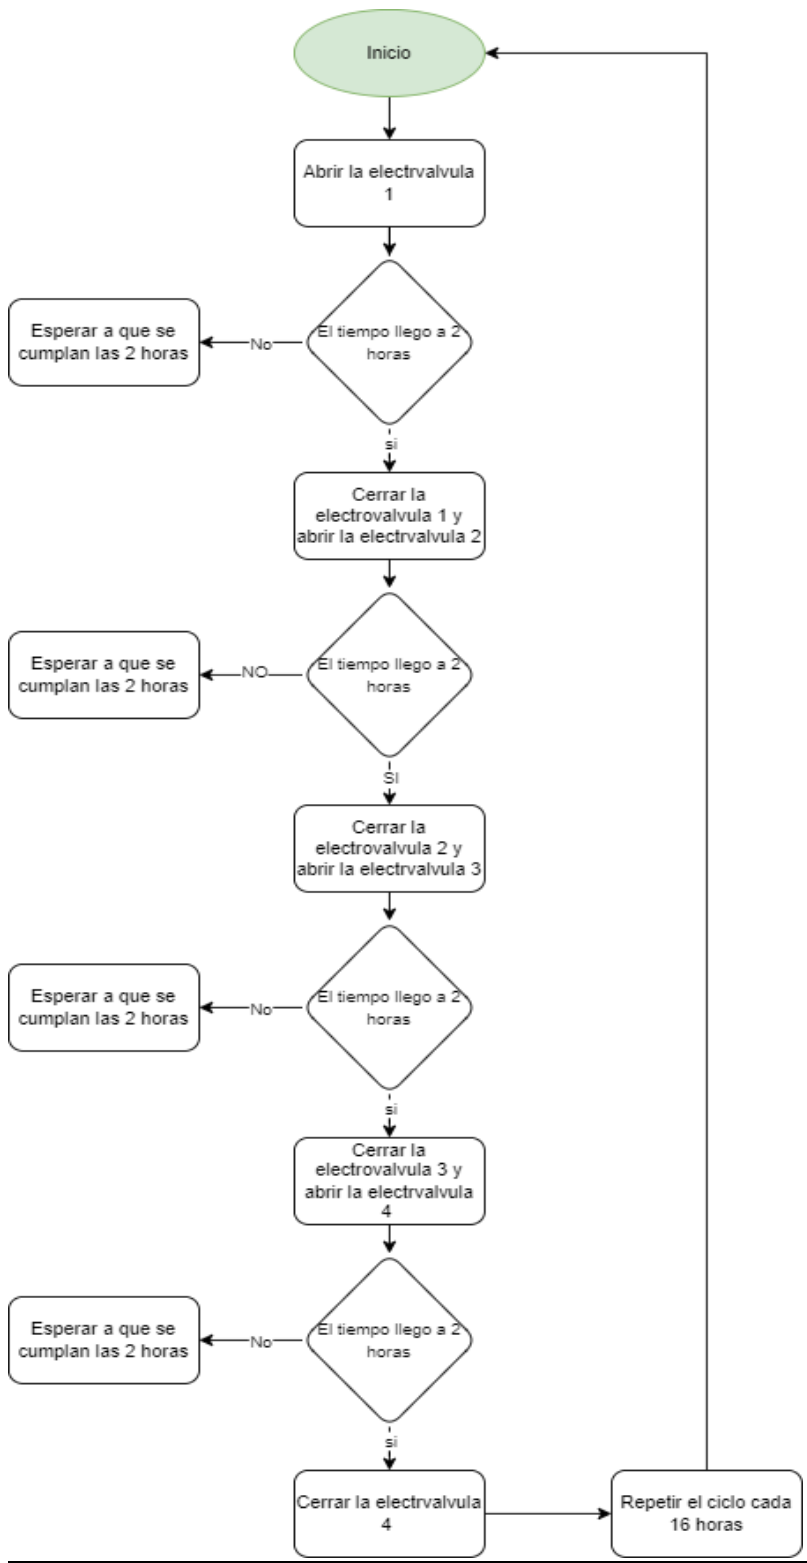 Inicio
Abrir la electrvalvula
1
El tiempo llego a 2
horas
No
Esperar a que se
cumplan las 2 horas
si
Cerrar la
electrovalvula 1 y
abrir la electrvalvula 2
El tiempo llego a 2
horas
NO
Esperar a que se
cumplan las 2 horas
SI
Cerrar la
electrovalvula 2 y
abrir la electrvalvula 3
El tiempo llego a 2
horas
No
Esperar a que se
cumplan las 2 horas
si
Cerrar la
electrovalvula 3 y
abrir la electrvalvula
4
El tiempo llego a 2
horas
No
Esperar a que se
cumplan las 2 horas
si
Cerrar la electrvalvula
4
Repetir el ciclo cada
16 horas